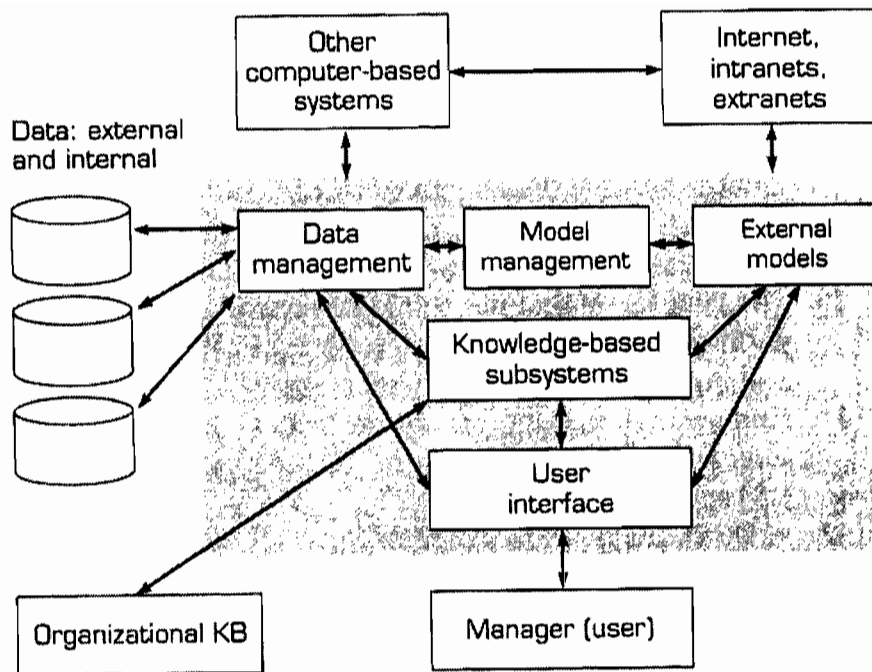 Other
computer-based
systems
Internet,
intranets,
extranets
Data: external
and internal
Data
management
Model
management
External
models
Knowledge-based
subsystems
User
interface
Organizational KB
Manager (user)